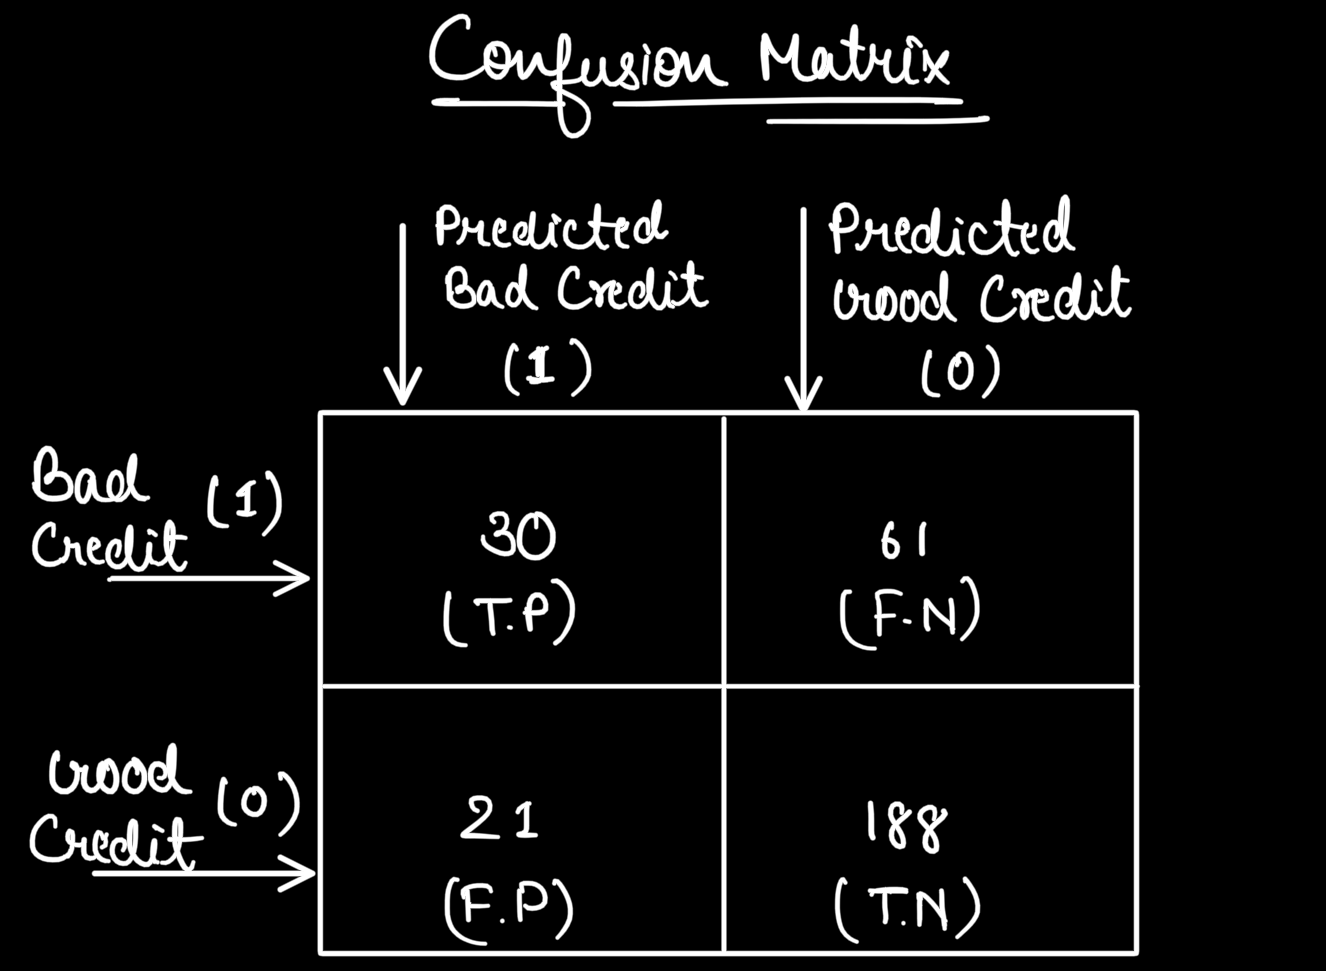 Confusion Matrix
Predicted
Bad Credit
(1)
Predicted
Good Credit
(0)
Bad (1)
Credit
30
(T.P)
61
(F.N)
Good (0)
Credit
21
(F.P)
188
(T.N)